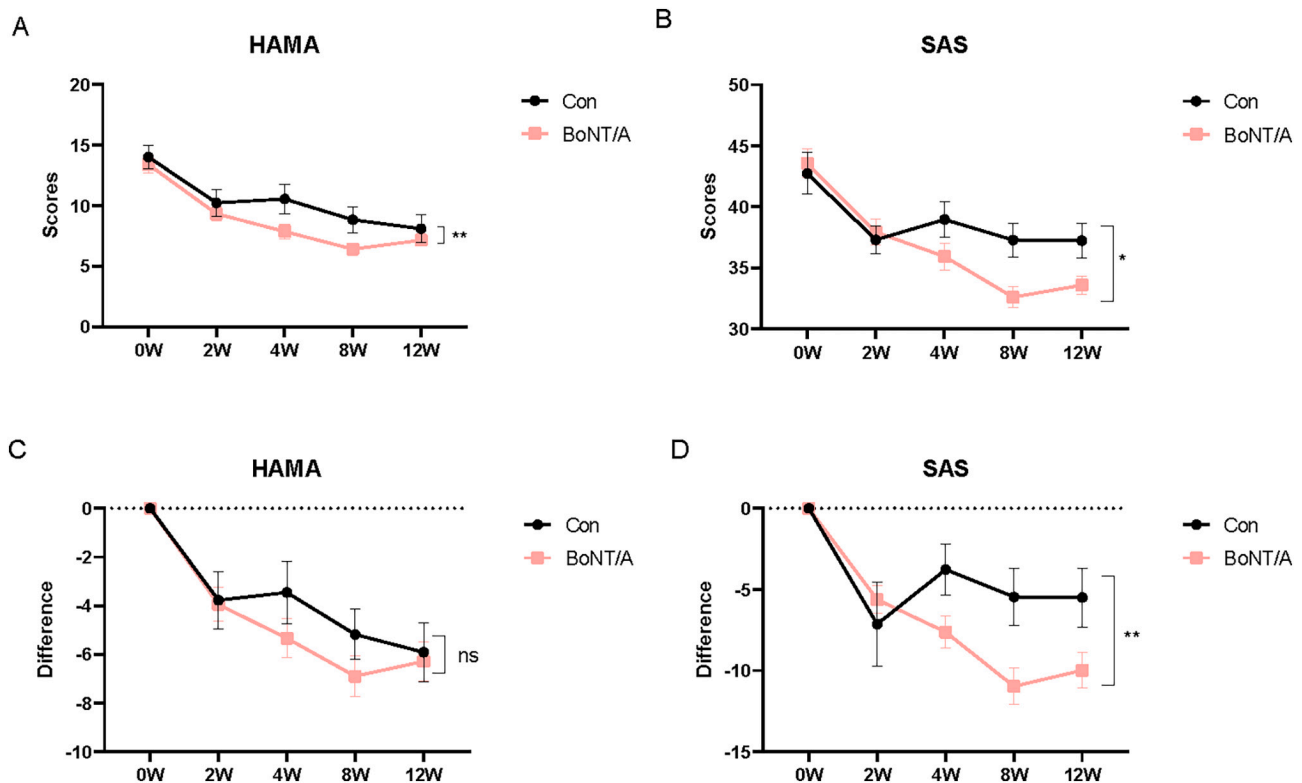 A
HAMA
20
15
10
5
0
Scores
0W 2W 4W 8W 12W
Con
BoNT/A
**
B
SAS
50
45
40
35
30
Scores
0W 2W 4W 8W 12W
Con
BoNT/A
*
C
HAMA
0
-2
-4
-6
-8
-10
Difference
0W 2W 4W 8W 12W
Con
BoNT/A
ns
D
SAS
0
-5
-10
-15
Difference
0W 2W 4W 8W 12W
Con
BoNT/A
**